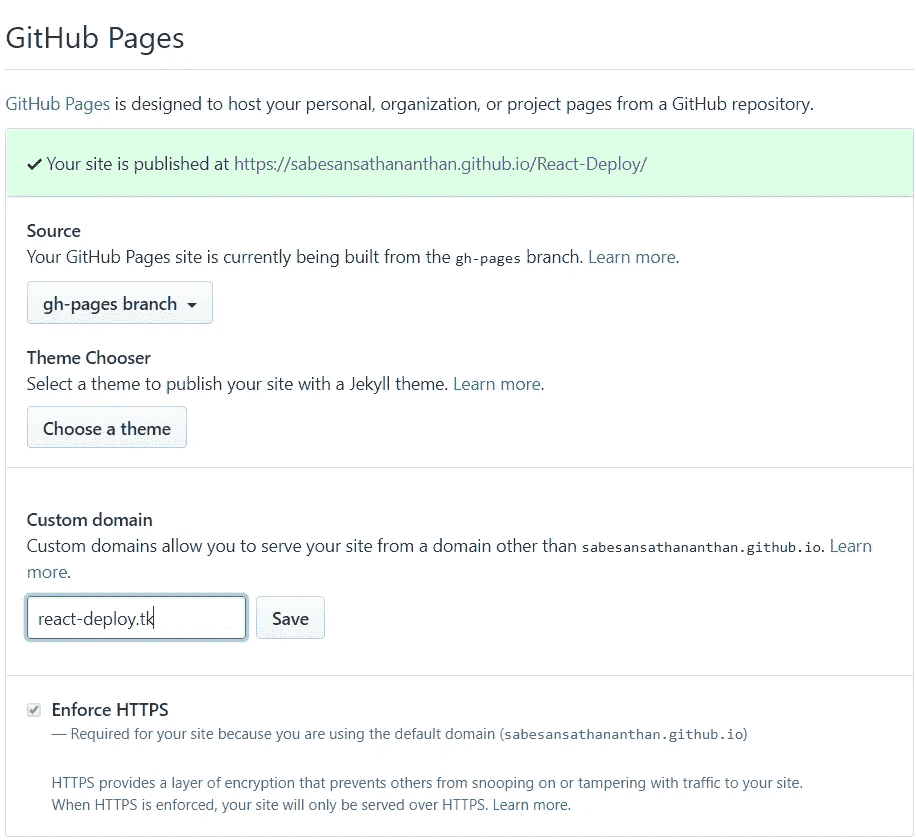 GitHub Pages
GitHub Pages is designed to host your personal, organization, or project pages from a GitHub repository.
✔ Your site is published at https://sabesansathananthan.github.io/React-Deploy/
Source
Your GitHub Pages site is currently being built from the gh-pages branch. Learn more.
gh-pages branch
Theme Chooser
Select a theme to publish your site with a Jekyll theme. Learn more.
Choose a theme
Custom domain
Custom domains allow you to serve your site from a domain other than sabesansathananthan.github.io. Learn
more.
react-deploy.tk Save
Enforce HTTPS
— Required for your site because you are using the default domain (sabesansathananthan.github.io)
HTTPS provides a layer of encryption that prevents others from snooping on or tampering with traffic to your site.
When HTTPS is enforced, your site will only be served over HTTPS. Learn more.